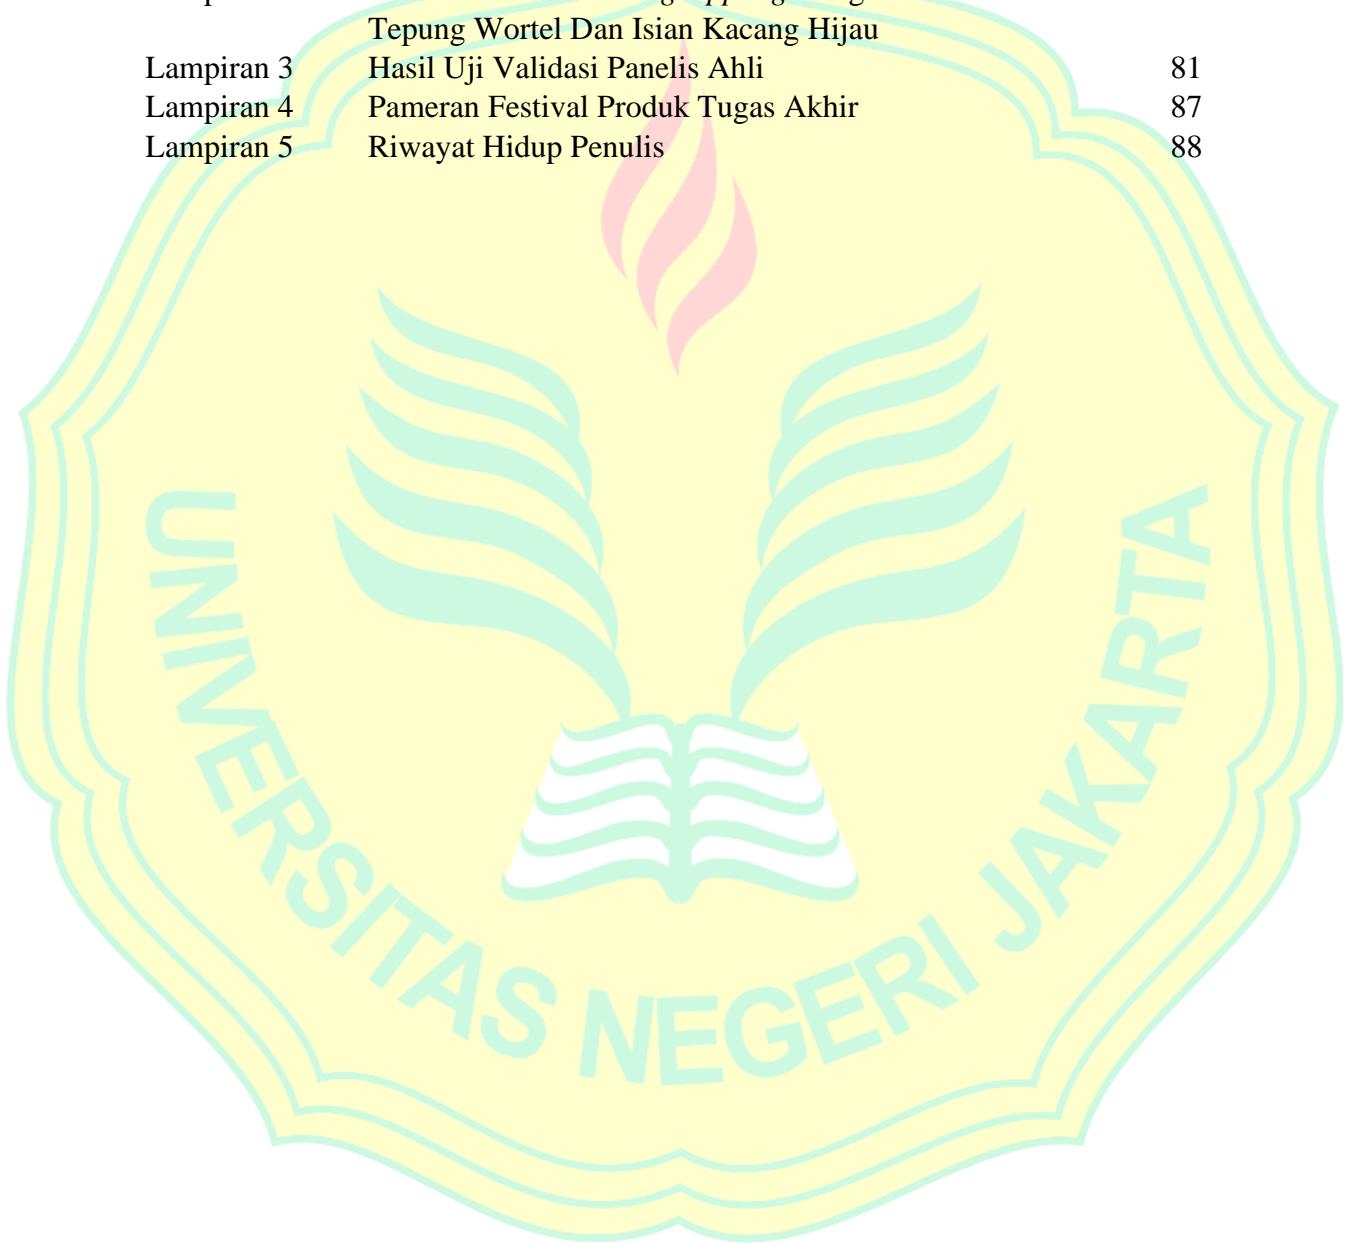 Tepung Wortel Dan Isian Kacang Hijau
Lampiran 3 Hasil Uji Validasi Panelis Ahli 81
Lampiran 4 Pameran Festival Produk Tugas Akhir 87
Lampiran 5 Riwayat Hidup Penulis 88
UNIVERSITAS NEGERI JAKARTA